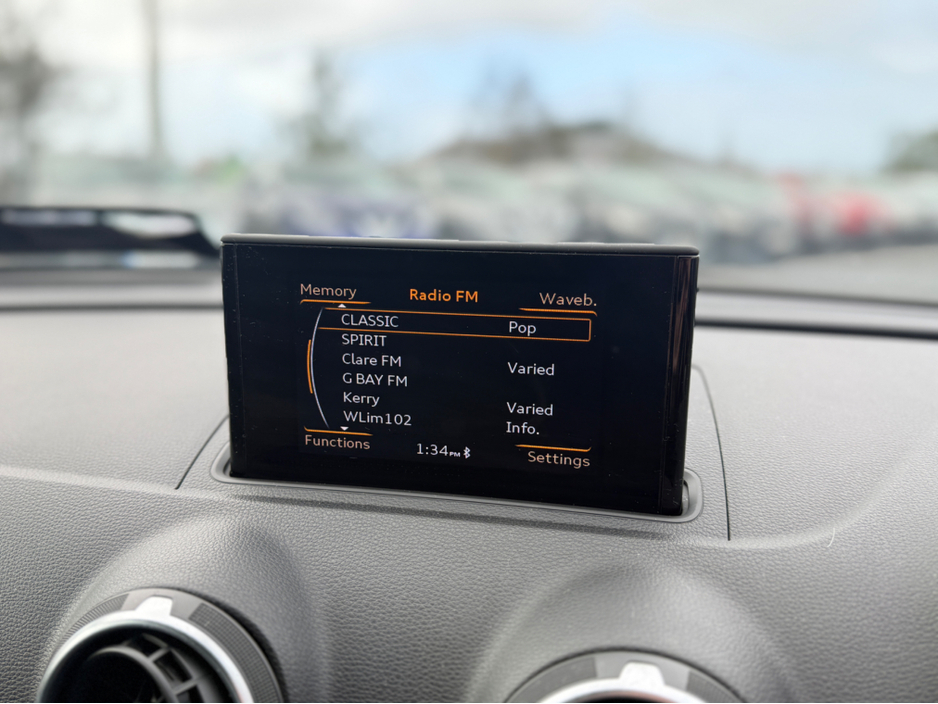 Memory Radio FM Waveb.
CLASSIC Pop
SPIRIT
Clare FM Varied
G BAY FM
Kerry Varied
WLim102 Info.
Functions 1:34PM Settings